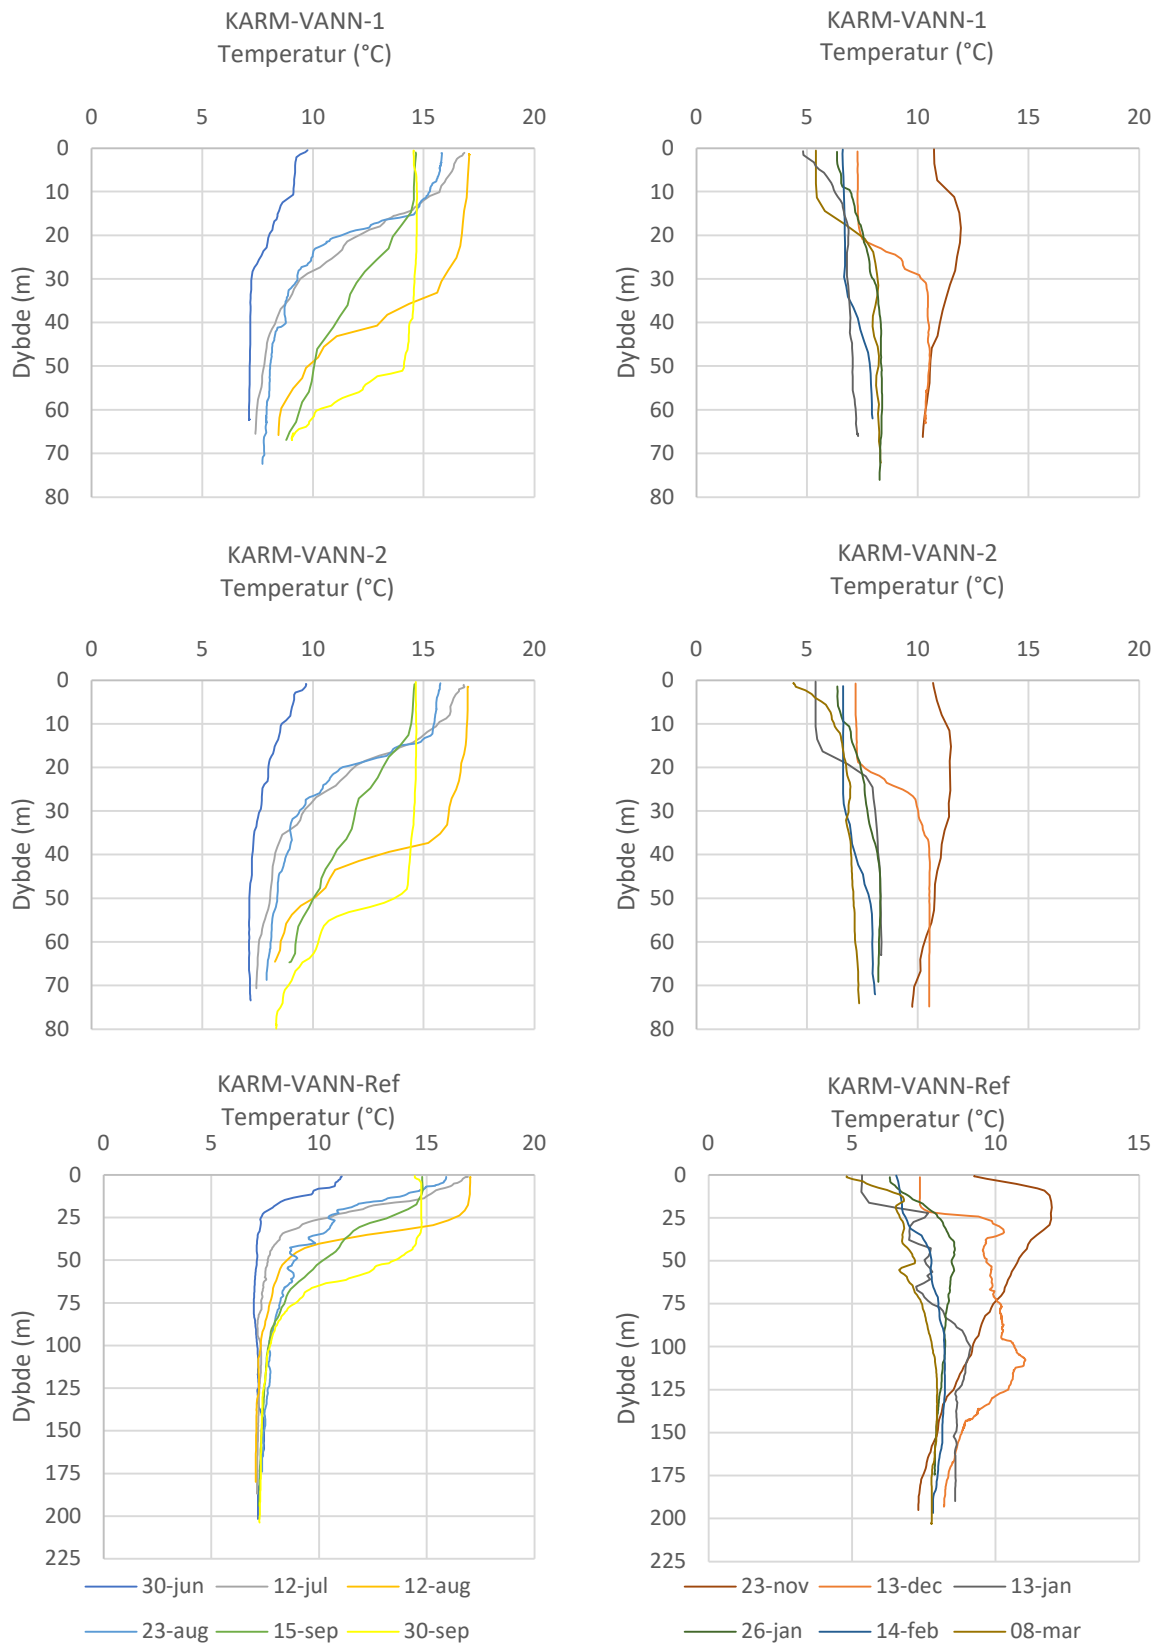 KARM-VANN-1
Temperatur (°C)
0 5 10 15 20
0
10
20
30
40
50
60
70
80
Dybde (m)
KARM-VANN-1
Temperatur (°C)
0 5 10 15 20
0
10
20
30
40
50
60
70
80
Dybde (m)
KARM-VANN-2
Temperatur (°C)
0 5 10 15 20
0
10
20
30
40
50
60
70
80
Dybde (m)
KARM-VANN-2
Temperatur (°C)
0 5 10 15 20
0
10
20
30
40
50
60
70
80
Dybde (m)
KARM-VANN-Ref
Temperatur (°C)
0 5 10 15 20
0
25
50
75
100
125
150
175
200
225
Dybde (m)
30-jun 12-jul 12-aug
23-aug 15-sep 30-sep
KARM-VANN-Ref
Temperatur (°C)
0 5 10 15
0
25
50
75
100
125
150
175
200
225
Dybde (m)
23-nov 13-dec 13-jan
26-jan 14-feb 08-mar